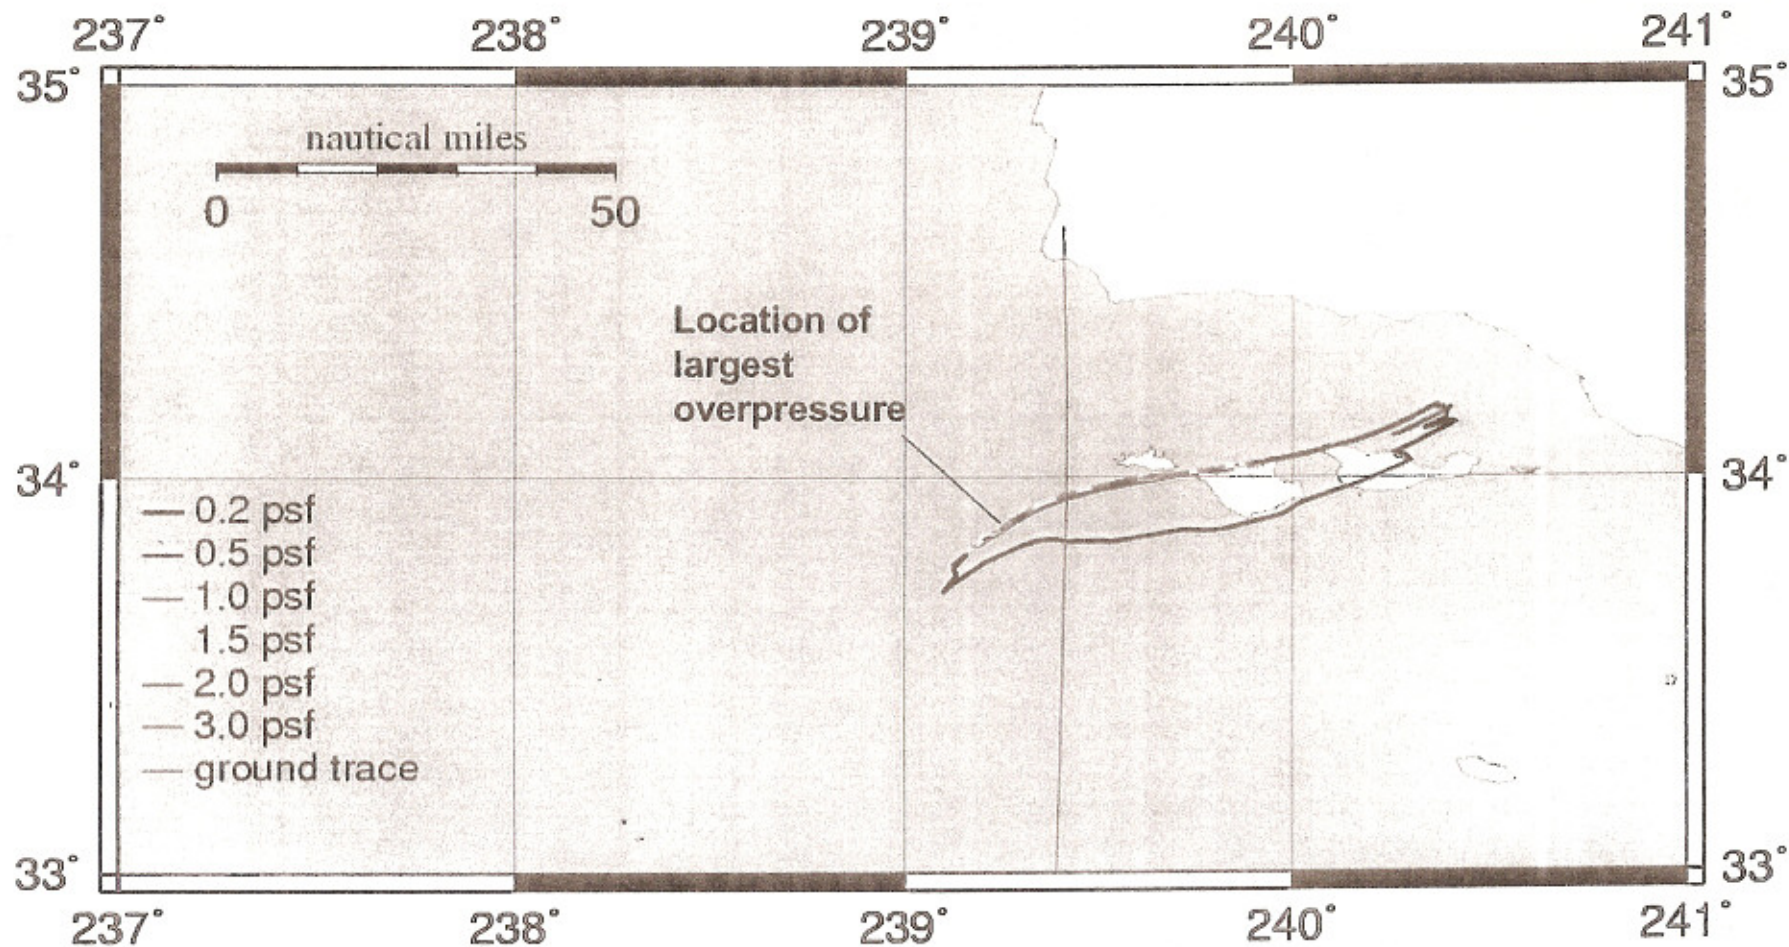 237° 238° 239° 240° 241°
35° 35°
nautical miles
0 50
Location of
largest
overpressure
34° 34°
0.2 psf
0.5 psf
1.0 psf
1.5 psf
2.0 psf
3.0 psf
ground trace
33° 33°
237° 238° 239° 240° 241°